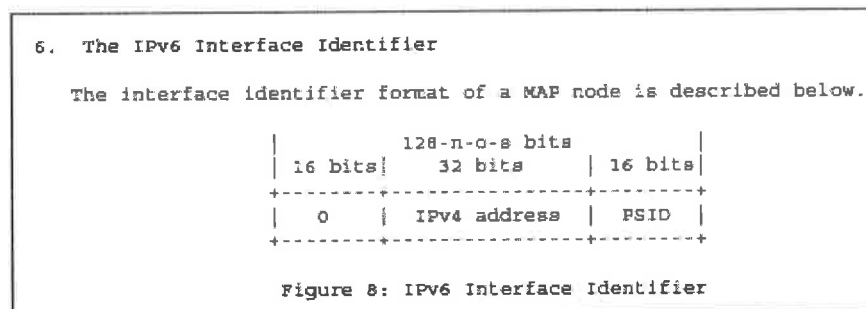 6. The IPv6 Interface Identifier
The interface identifier format of a MAP node is described below.
| 128-n-o-s bits |
| 16 bits| 32 bits | 16 bits|
+--------+----------------+--------+
| 0 | IPv4 address | PSID |
+--------+----------------+--------+
Figure 8: IPv6 Interface Identifier